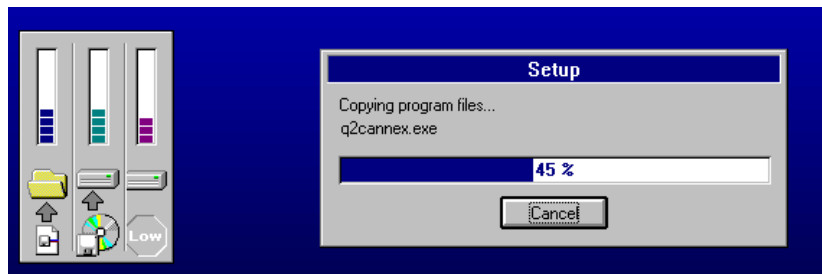 Setup
Copying program files...
q2cannex.exe
45 %
Cancel
Low